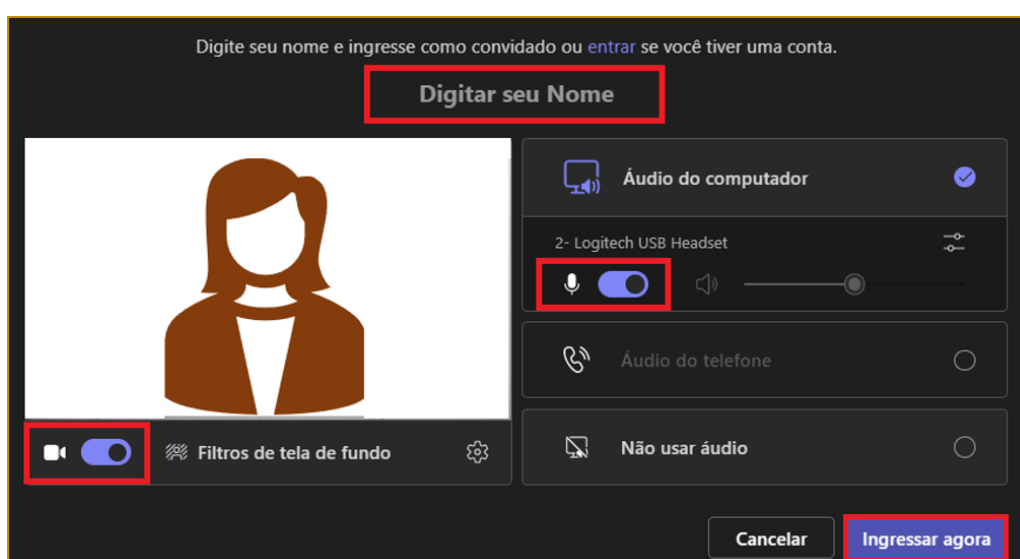 Digite seu nome e ingresse como convidado ou entrar se você tiver uma conta.
Digitar seu Nome
Áudio do computador
2- Logitech USB Headset
Áudio do telefone
Filtros de tela de fundo
Não usar áudio
Cancelar
Ingressar agora